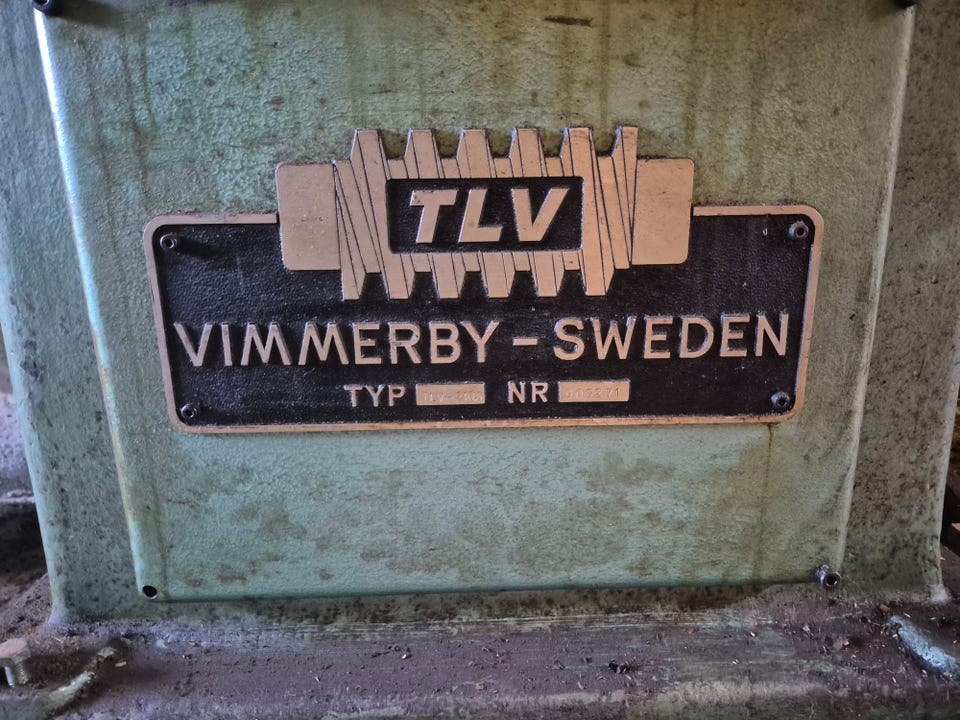 TLV
VIMMERBY - SWEDEN
TYP NR